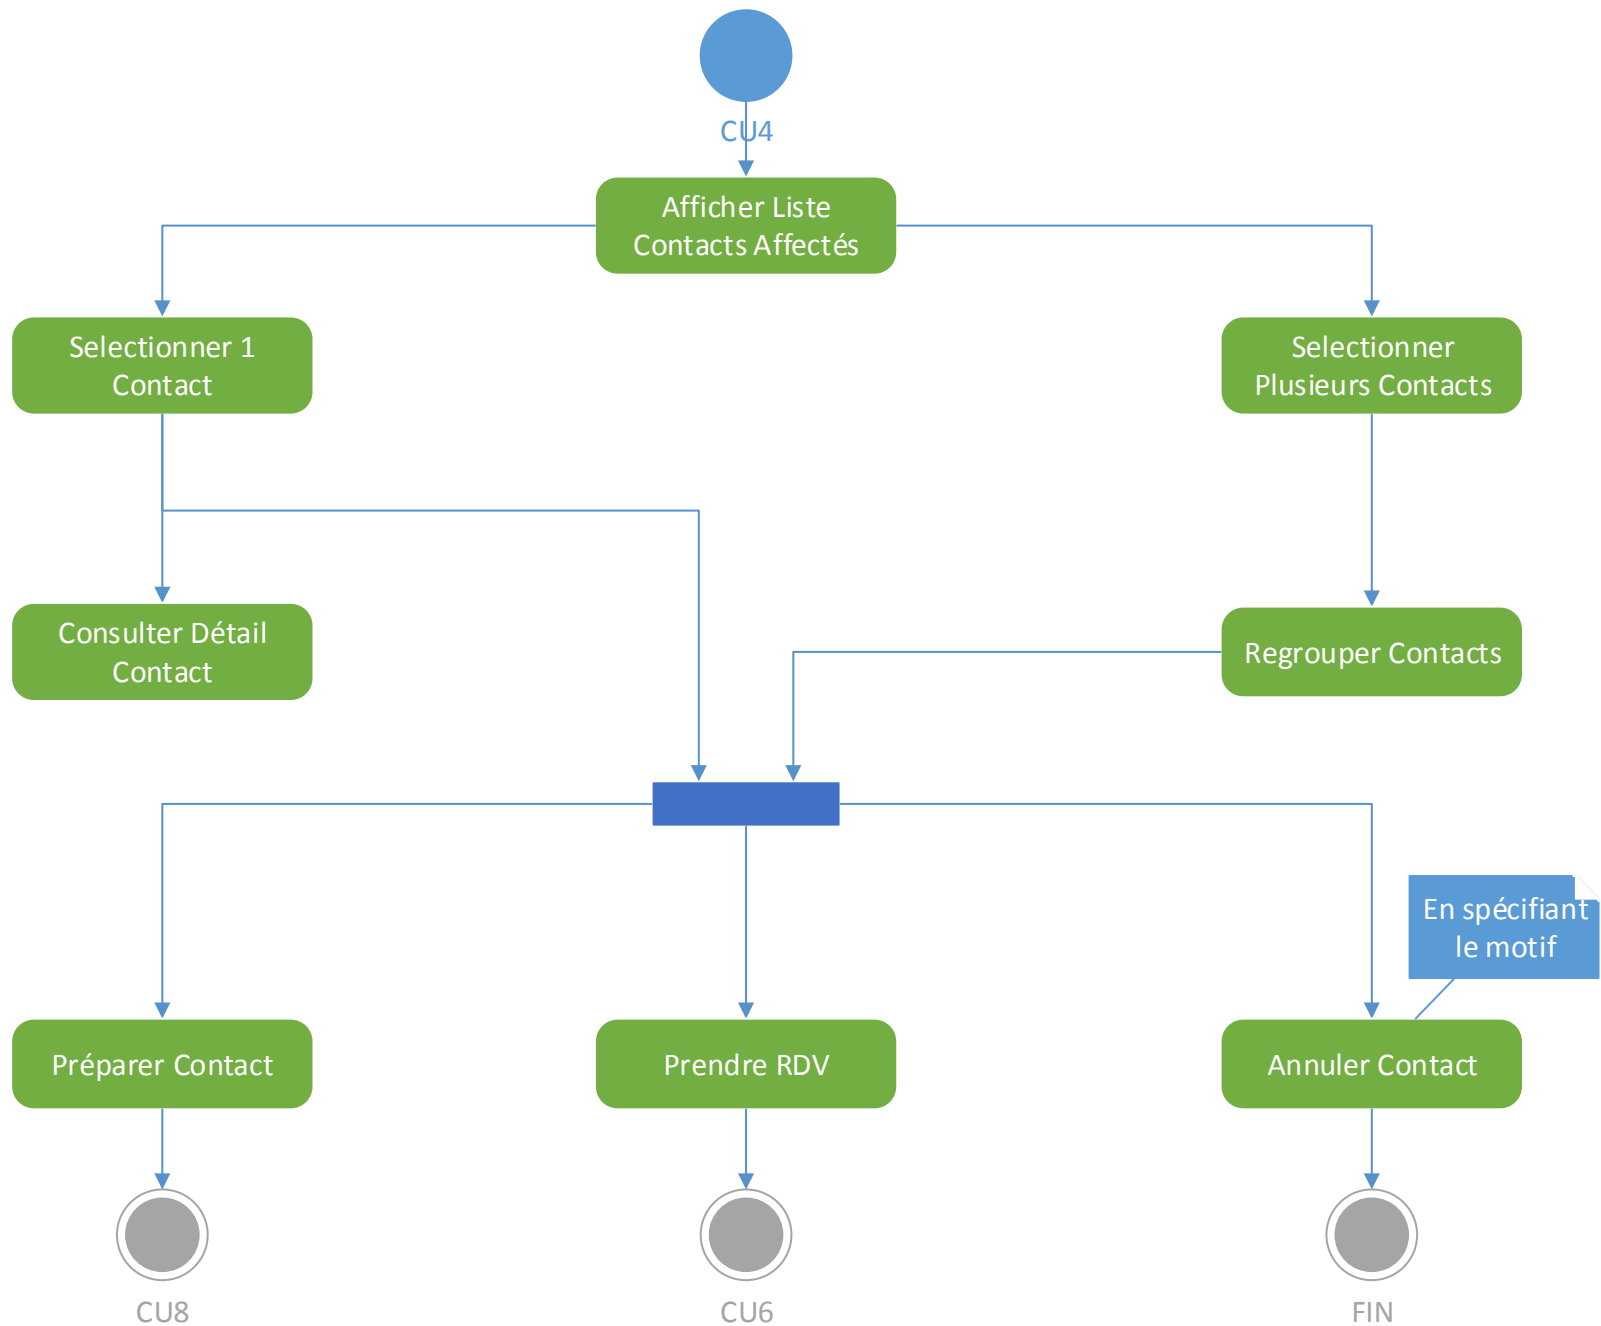 CU4
Afficher Liste
Contacts Affectés
Selectionner 1
Contact
Selectionner
Plusieurs Contacts
Consulter Détail
Contact
Regrouper Contacts
En spécifiant
le motif
Préparer Contact
Prendre RDV
Annuler Contact
CU8
CU6
FIN